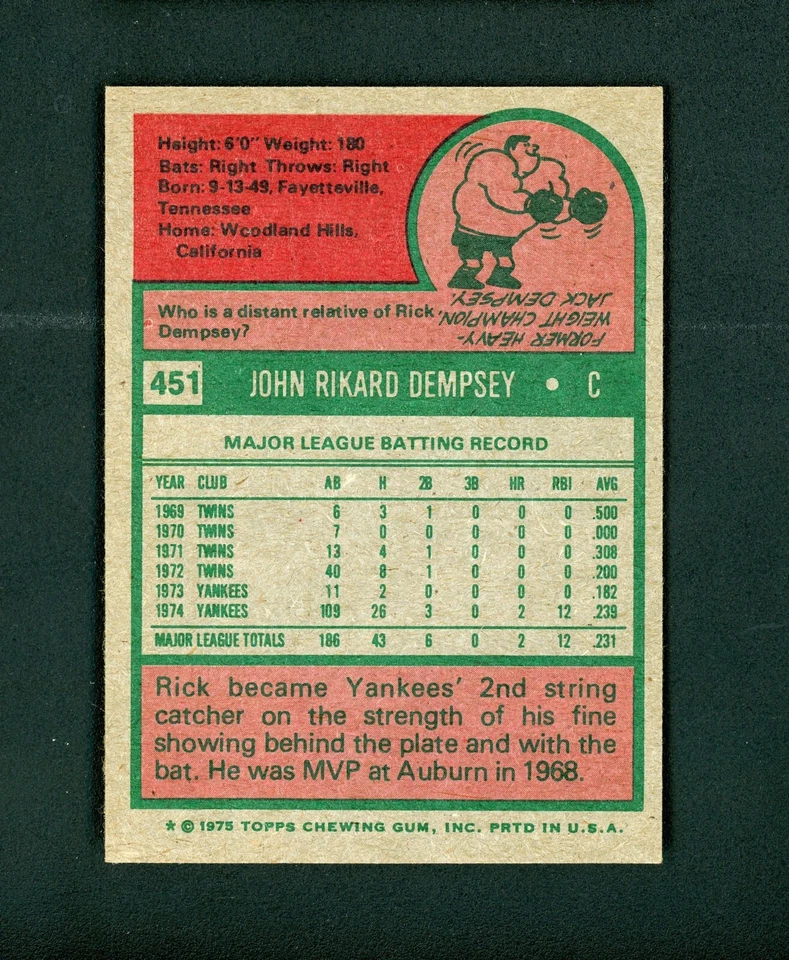 Height: 6'0" Weight: 180
Bats: Right Throws: Right
Born: 9-13-49, Fayetteville,
Tennessee
Home: Woodland Hills,
California
Who is a distant relative of Rick
Dempsey?
FORMER HEAVY-
WEIGHT CHAMPION,
JACK DEMPSEY.
451 JOHN RIKARD DEMPSEY • C
MAJOR LEAGUE BATTING RECORD
YEAR CLUB AB H 2B 3B HR RBI AVG
1969 TWINS 6 3 1 0 0 0 .500
1970 TWINS 7 0 0 0 0 0 .000
1971 TWINS 13 4 1 0 0 0 .308
1972 TWINS 40 8 1 0 0 0 .200
1973 YANKEES 11 2 0 0 0 0 .182
1974 YANKEES 109 26 3 0 2 12 .239
MAJOR LEAGUE TOTALS 186 43 6 0 2 12 .231
Rick became Yankees' 2nd string
catcher on the strength of his fine
showing behind the plate and with the
bat. He was MVP at Auburn in 1968.
* © 1975 TOPPS CHEWING GUM, INC. PRTD IN U.S.A.